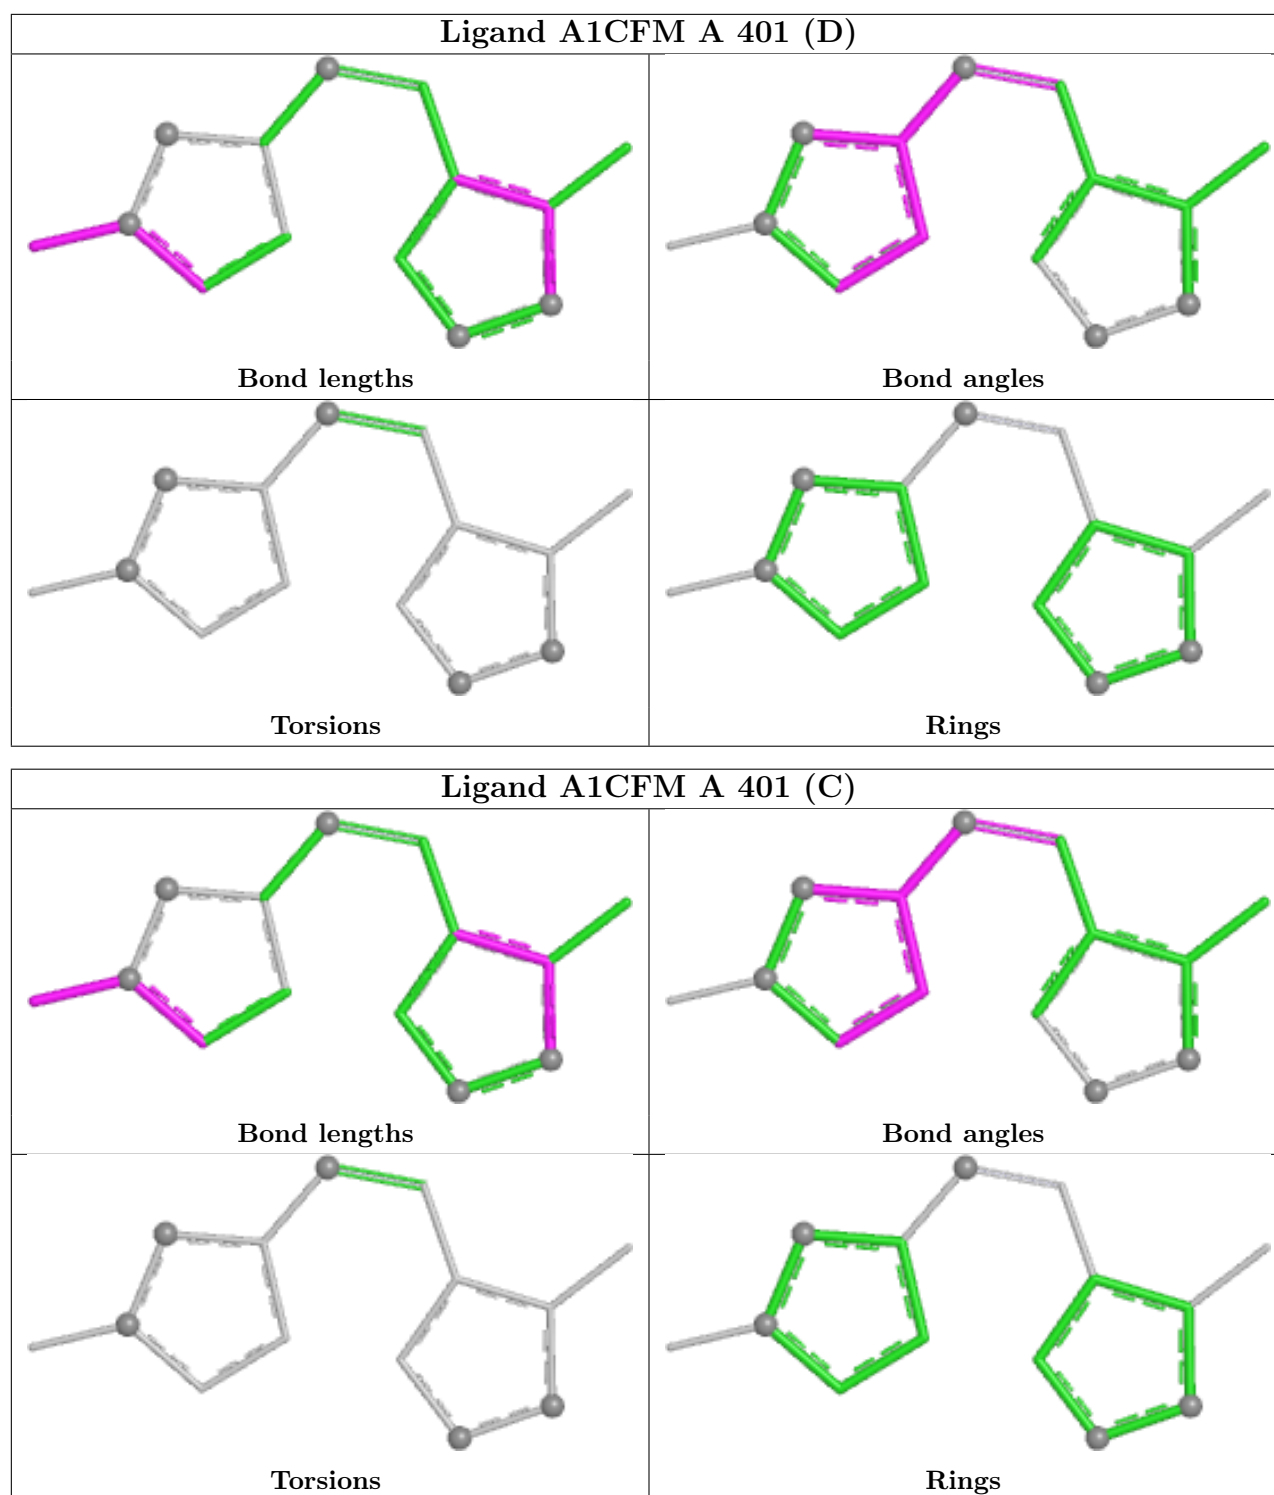 Ligand A1CFM A 401 (D)
Bond lengths
Bond angles
Torsions
Rings
Ligand A1CFM A 401 (C)
Bond lengths
Bond angles
Torsions
Rings